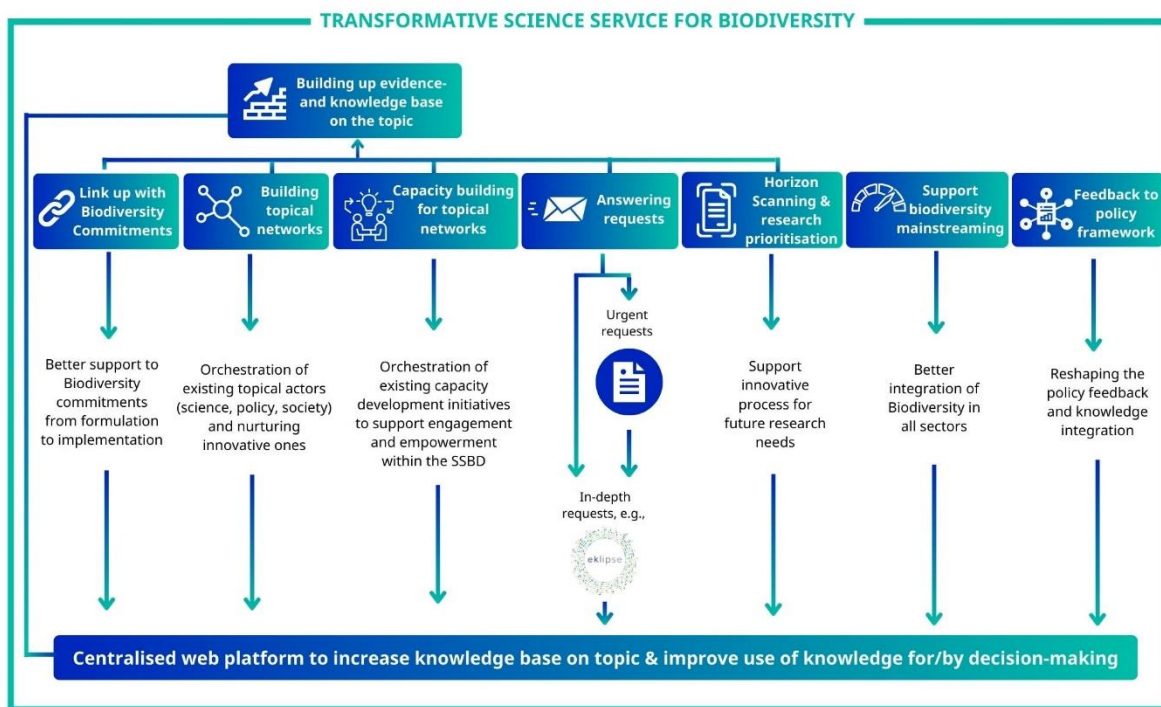 TRANSFORMATIVE SCIENCE SERVICE FOR BIODIVERSITY
Building up evidence-
and knowledge base
on the topic
Link up with
Biodiversity
Commitments
Building
topical
networks
Capacity building
for topical
networks
Answering
requests
Horizon
Scanning &
research
prioritisation
Support
biodiversity
mainstreaming
Feedback to
policy
framework
Better support to
Biodiversity
commitments
from formulation
to implementation
Orchestration of
existing topical actors
(science, policy, society)
and nurturing
innovative ones
Orchestration of
existing capacity
development initiatives
to support engagement
and empowerment
within the SSBD
Urgent
requests
In-depth
requests, e.g.,
eklipse
Support
innovative
process for
future research
needs
Better
integration of
Biodiversity in
all sectors
Reshaping the
policy feedback
and knowledge
integration
Centralised web platform to increase knowledge base on topic & improve use of knowledge for/by decision-making